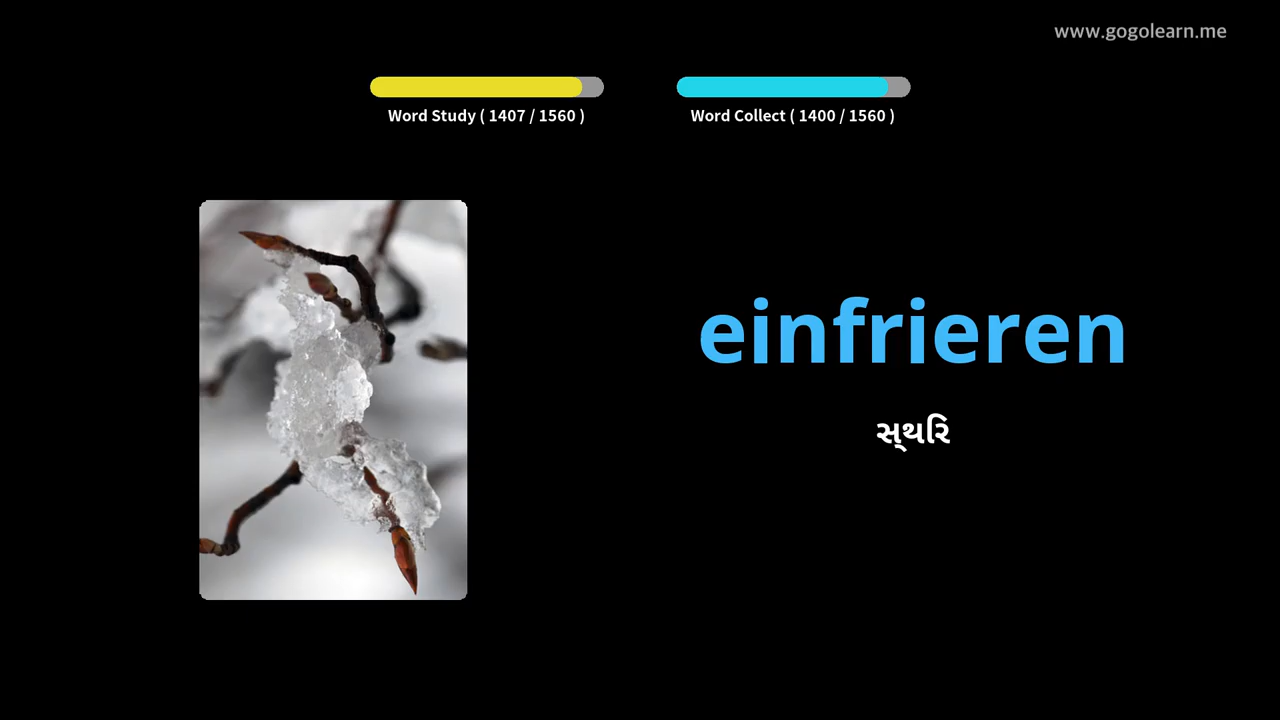 www.gogolearn.me
Word Study ( 1407 / 1560 )
Word Collect ( 1400 / 1560 )
einfrieren
સ્થિર